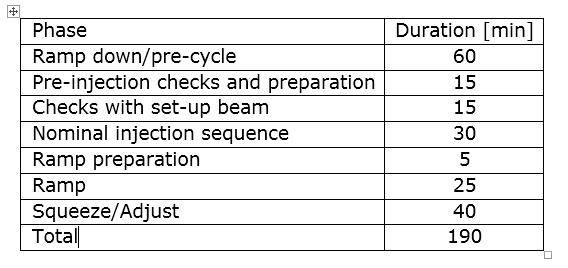 Phase Duration [min]
Ramp down/pre-cycle 60
Pre-injection checks and preparation 15
Checks with set-up beam 15
Nominal injection sequence 30
Ramp preparation 5
Ramp 25
Squeeze/Adjust 40
Total 190